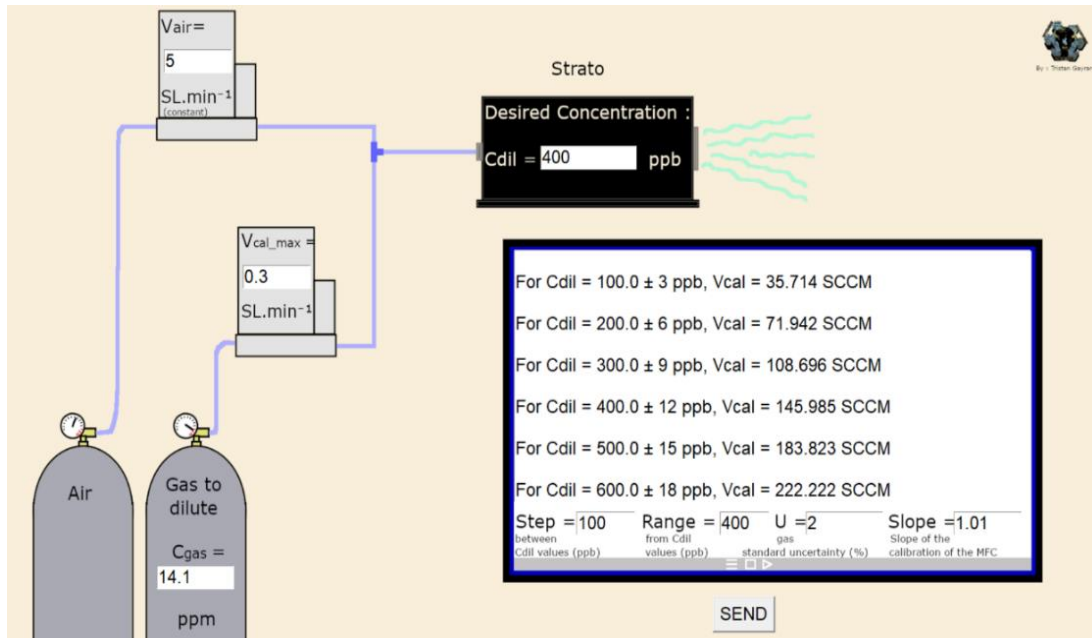 Vair=
5
SL.min⁻¹
(constant)
Strato
Desired Concentration :
Cdil = 400 ppb
By : Tristan Gayrard
Vcal_max =
0.3
SL.min⁻¹
For Cdil = 100.0 ± 3 ppb, Vcal = 35.714 SCCM
For Cdil = 200.0 ± 6 ppb, Vcal = 71.942 SCCM
For Cdil = 300.0 ± 9 ppb, Vcal = 108.696 SCCM
For Cdil = 400.0 ± 12 ppb, Vcal = 145.985 SCCM
For Cdil = 500.0 ± 15 ppb, Vcal = 183.823 SCCM
For Cdil = 600.0 ± 18 ppb, Vcal = 222.222 SCCM
Step = 100 Range = 400 U = 2 Slope = 1.01
between from Cdil gas Slope of the
Cdil values (ppb) values (ppb) standard uncertainty (%) calibration of the MFC
SEND
Air
Gas to
dilute
Cgas =
14.1
ppm